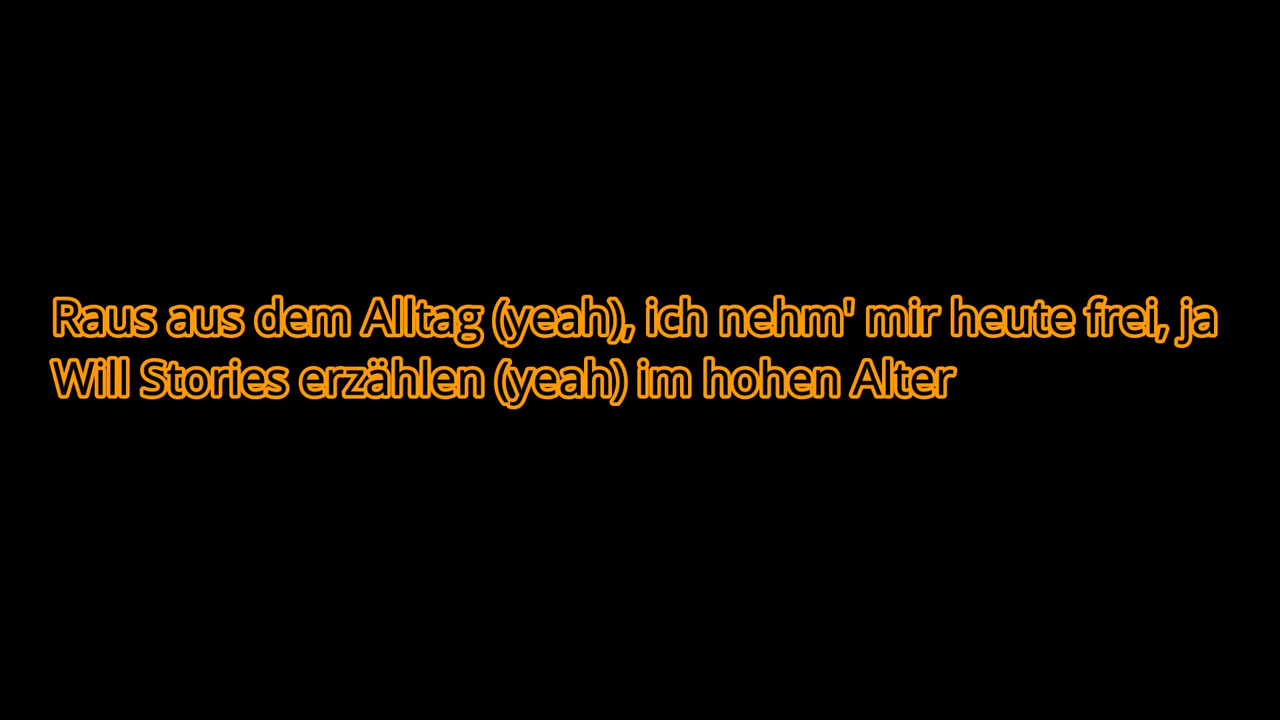 Raus aus dem Alltag (yeah), ich nehm' mir heute frei, ja
Will Stories erzählen (yeah) im hohen Alter